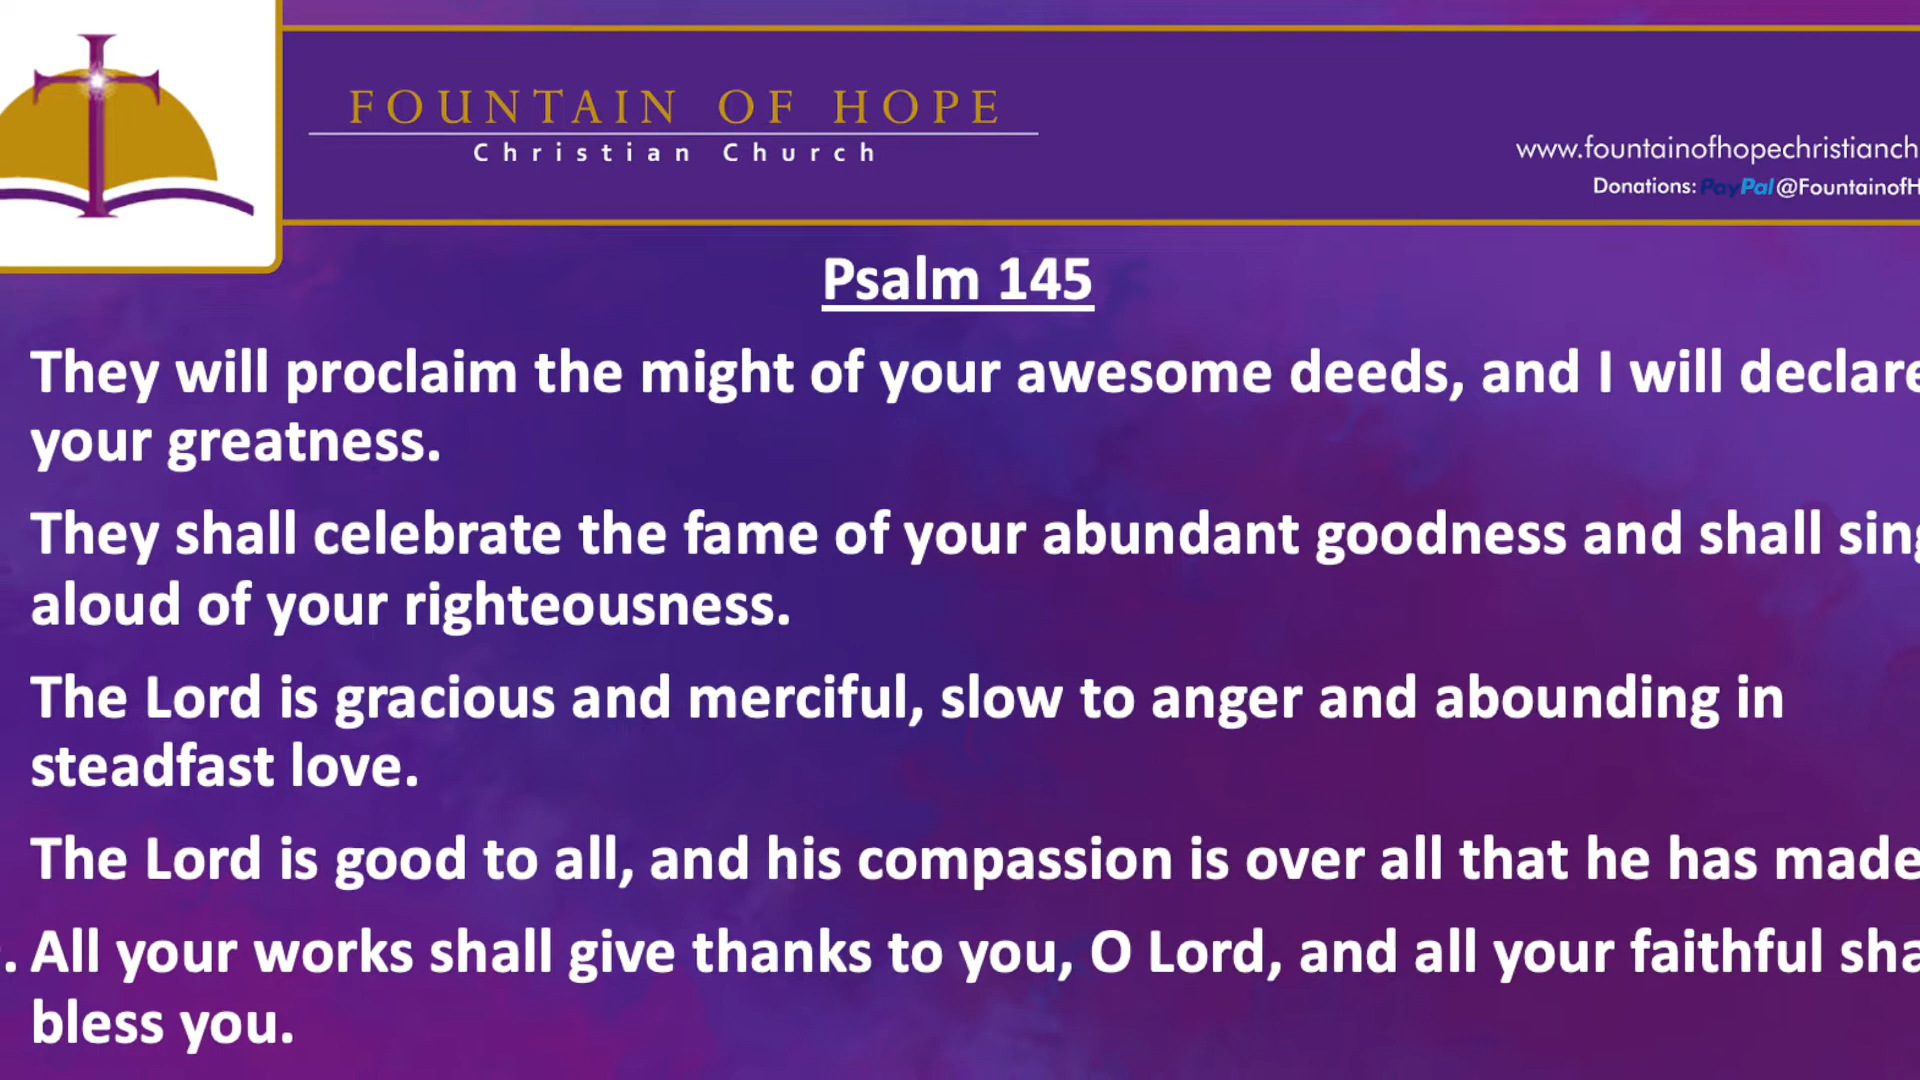 FOUNTAIN OF HOPE
Christian Church
www.fountainofhopechristianch
Donations: PayPal@FountainofH
Psalm 145
They will proclaim the might of your awesome deeds, and I will declare
your greatness.
They shall celebrate the fame of your abundant goodness and shall sing
aloud of your righteousness.
The Lord is gracious and merciful, slow to anger and abounding in
steadfast love.
The Lord is good to all, and his compassion is over all that he has made
. All your works shall give thanks to you, O Lord, and all your faithful sha
bless you.